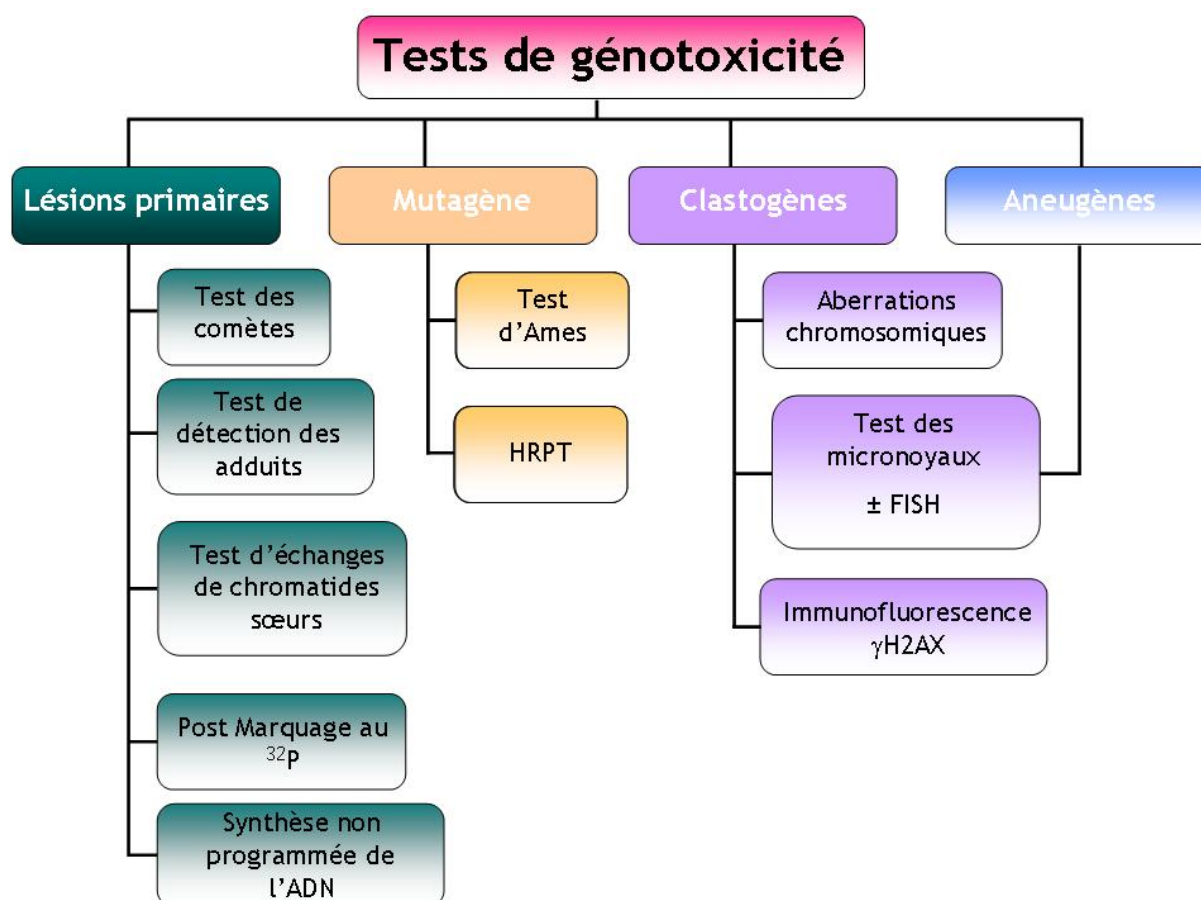 Tests de génotoxicité
Lésions primaires
Mutagène
Clastogènes
Aneugènes
Test des
comètes
Test de
détection des
adduits
Test d'échanges
de chromatides
sœurs
Post Marquage au
³²P
Synthèse non
programmée de
l'ADN
Test
d'Ames
HRPT
Aberrations
chromosomiques
Test des
micronoyaux
± FISH
Immunofluorescence
γH2AX